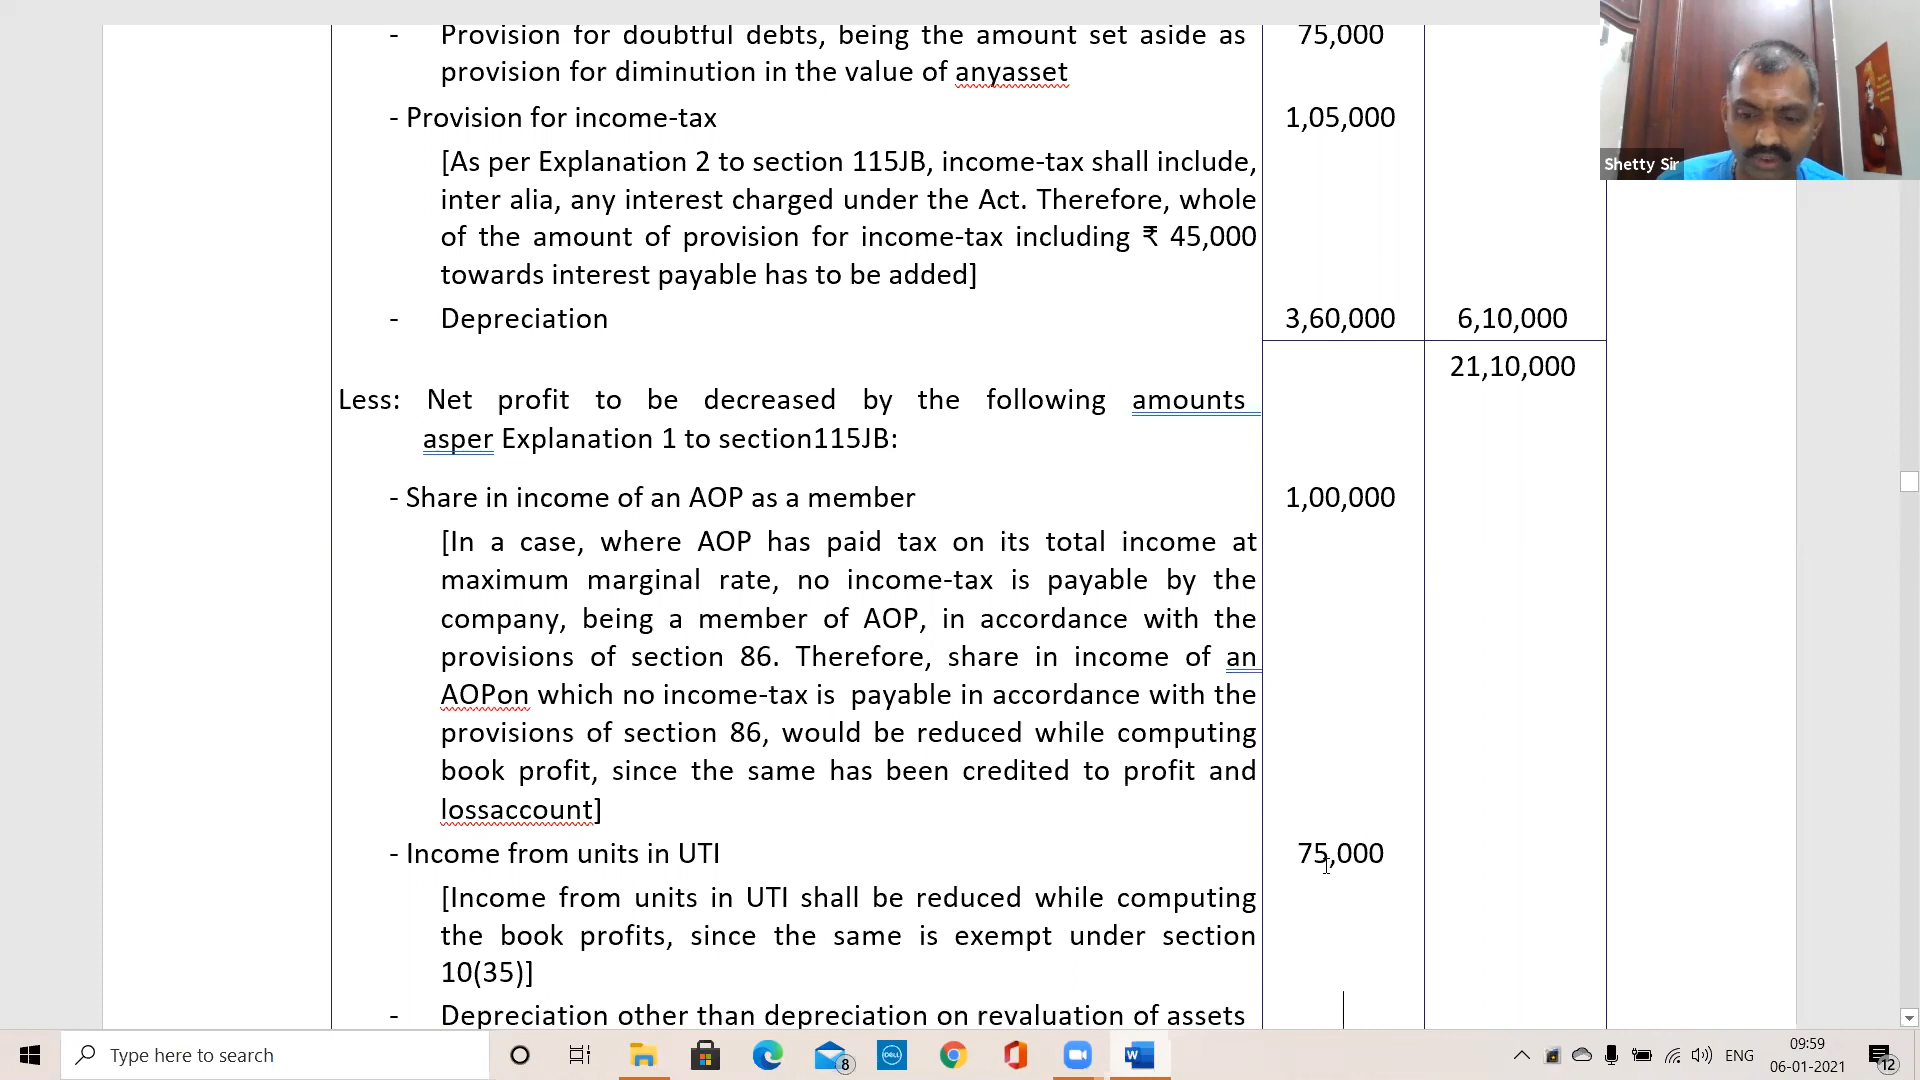 - Provision for doubtful debts, being the amount set aside as 75,000
provision for diminution in the value of anyasset
- Provision for income-tax 1,05,000
[As per Explanation 2 to section 115JB, income-tax shall include,
inter alia, any interest charged under the Act. Therefore, whole
of the amount of provision for income-tax including ₹ 45,000
towards interest payable has to be added]
- Depreciation 3,60,000 6,10,000
21,10,000
Less: Net profit to be decreased by the following amounts
asper Explanation 1 to section115JB:
- Share in income of an AOP as a member 1,00,000
[In a case, where AOP has paid tax on its total income at
maximum marginal rate, no income-tax is payable by the
company, being a member of AOP, in accordance with the
provisions of section 86. Therefore, share in income of an
AOPon which no income-tax is payable in accordance with the
provisions of section 86, would be reduced while computing
book profit, since the same has been credited to profit and
lossaccount]
- Income from units in UTI 75,000
[Income from units in UTI shall be reduced while computing
the book profits, since the same is exempt under section
10(35)]
- Depreciation other than depreciation on revaluation of assets
Shetty Sir
Type here to search
8
DELL
W
ENG
09:59
06-01-2021
12